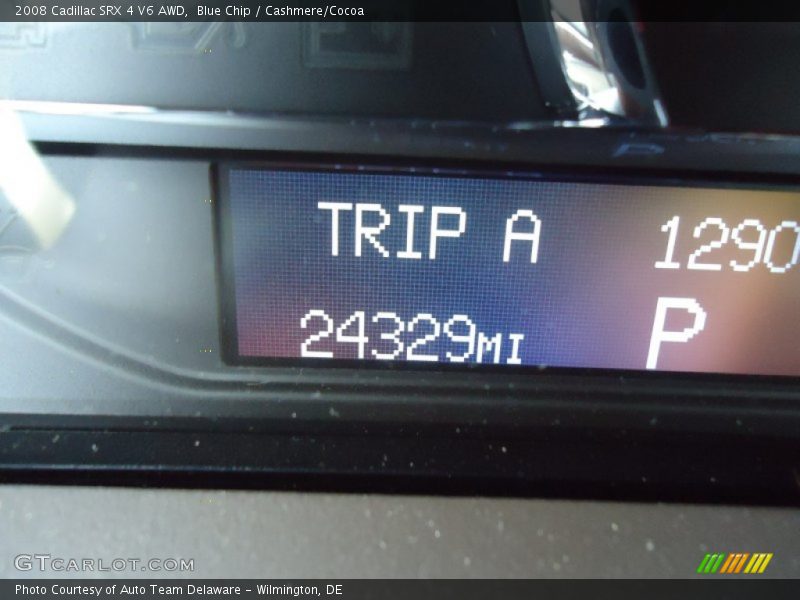 2008 Cadillac SRX 4 V6 AWD, Blue Chip / Cashmere/Cocoa
TRIP A 1290
24329MI P
GTCARLOT.COM
Photo Courtesy of Auto Team Delaware - Wilmington, DE